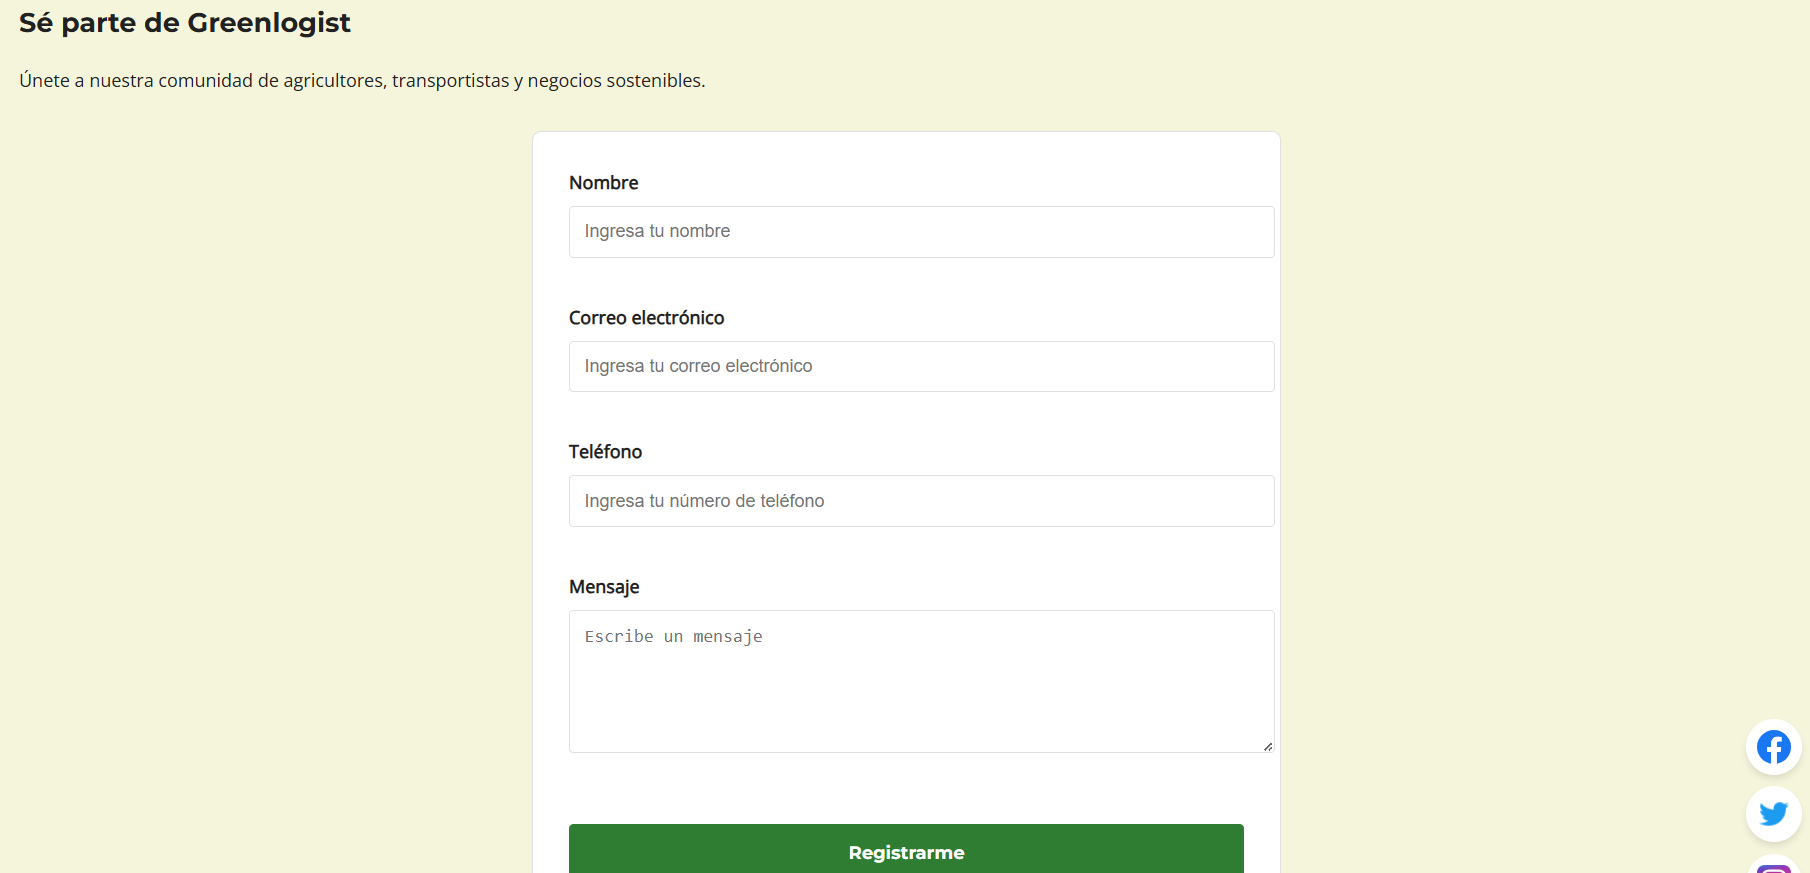 Sé parte de Greenlogist
Únete a nuestra comunidad de agricultores, transportistas y negocios sostenibles.
Nombre
Ingresa tu nombre
Correo electrónico
Ingresa tu correo electrónico
Teléfono
Ingresa tu número de teléfono
Mensaje
Escribe un mensaje
Registrarme